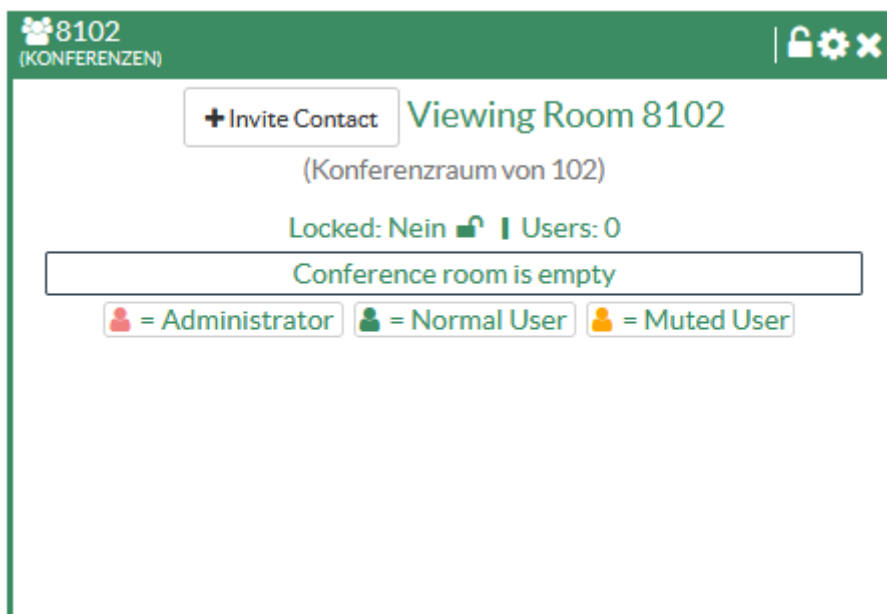 8102
(KONFERENZEN)
Invite Contact Viewing Room 8102
(Konferenzraum von 102)
Locked: Nein Users: 0
Conference room is empty
= Administrator = Normal User = Muted User